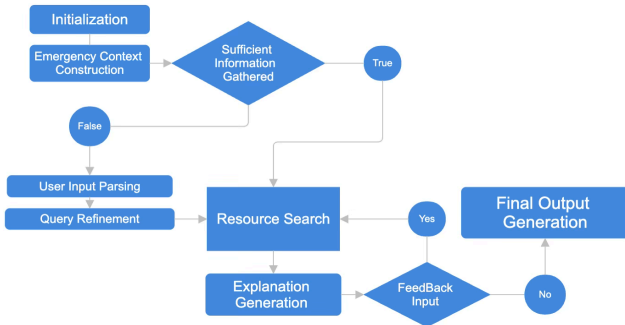 Initialization
Emergency Context
Construction
Sufficient
Information
Gathered
True
False
User Input Parsing
Query Refinement
Resource Search
Yes
Final Output
Generation
Explanation
Generation
FeedBack
Input
No